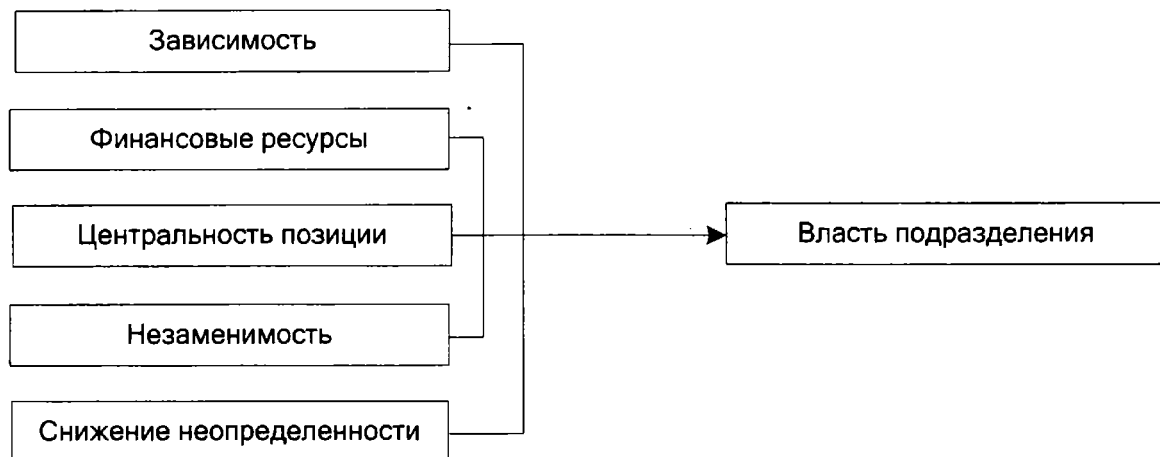 Зависимость
Финансовые ресурсы
Центральность позиции
Незаменимость
Снижение неопределенности
Власть подразделения